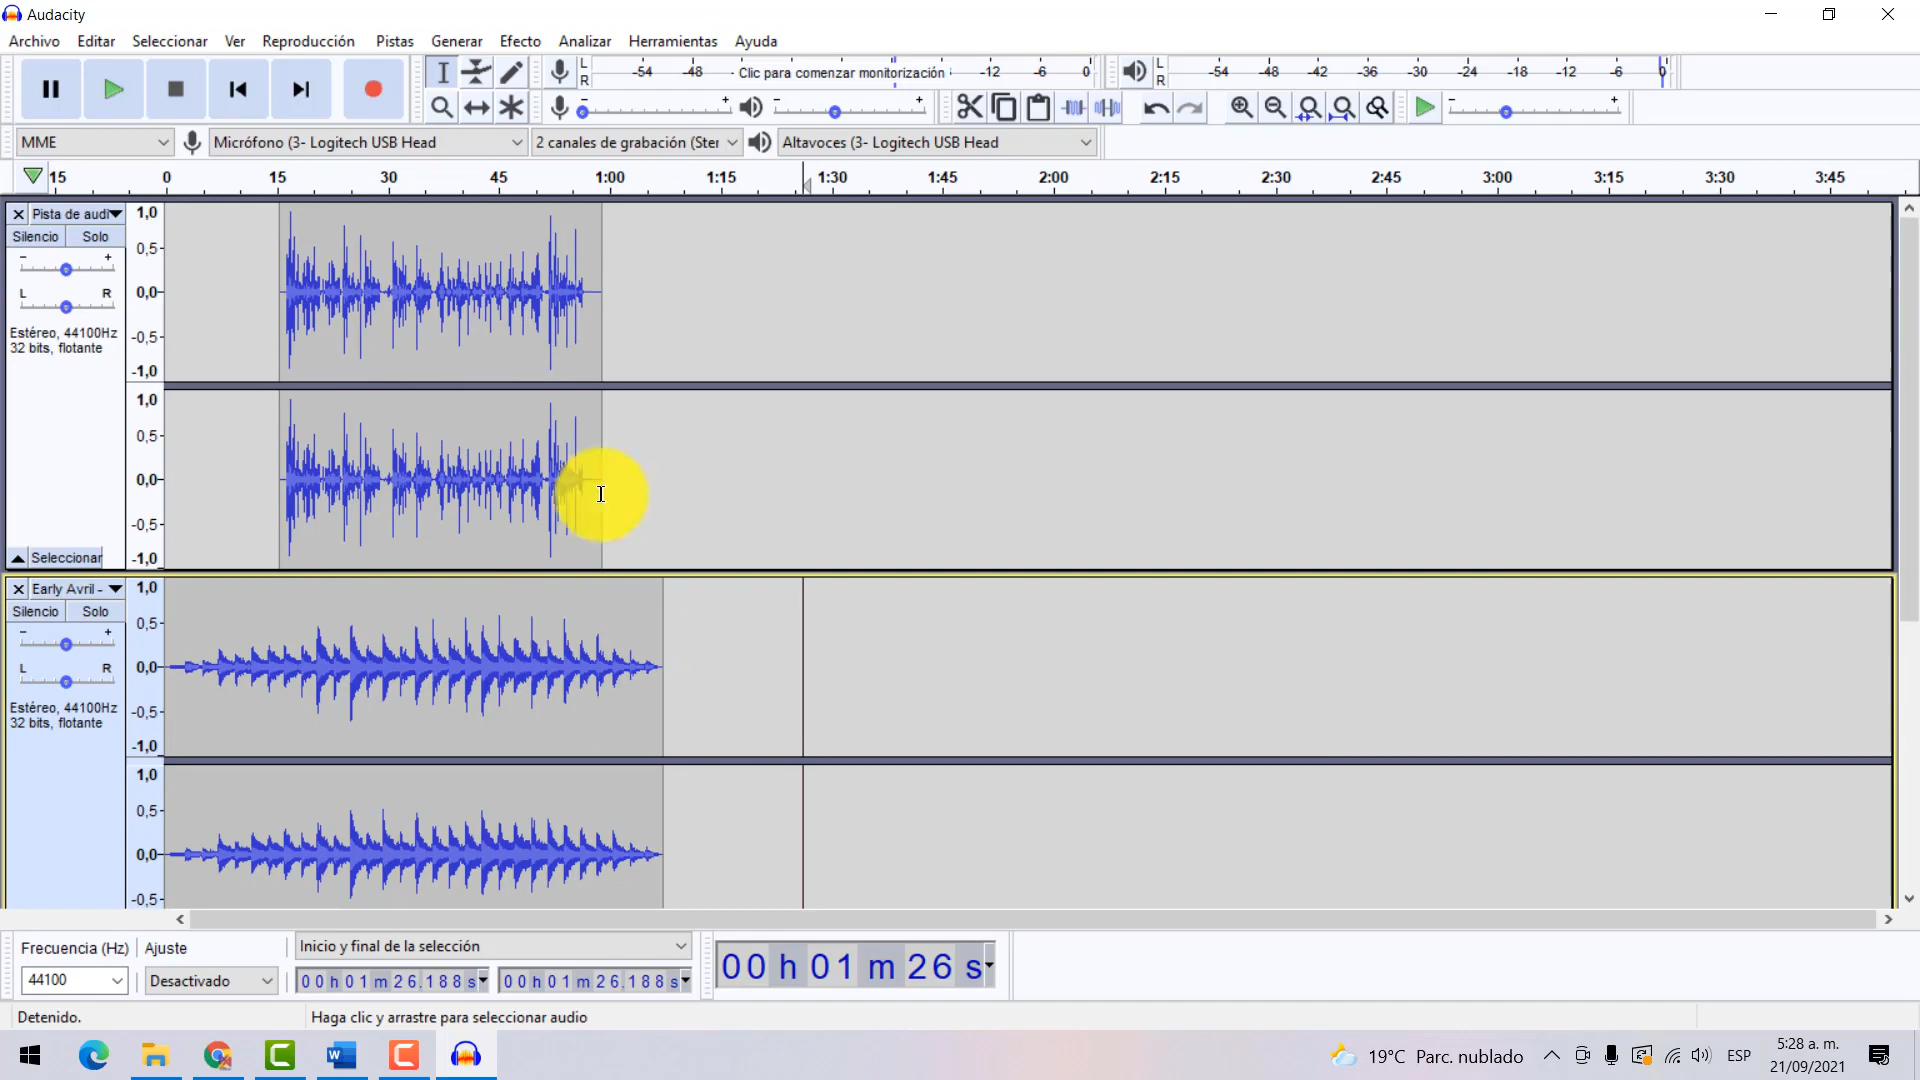 Audacity
Archivo Editar Seleccionar Ver Reproducción Pistas Generar Efecto Analizar Herramientas Ayuda
L R -54 -48 - Clic para comenzar monitorización -12 -6 0 L R -54 -48 -42 -36 -30 -24 -18 -12 -6 0
- + - + - +
MME Micrófono (3- Logitech USB Head 2 canales de grabación (Ster Altavoces (3- Logitech USB Head
15 0 15 30 45 1:00 1:15 1:30 1:45 2:00 2:15 2:30 2:45 3:00 3:15 3:30 3:45
Pista de audi 1,0
Silencio Solo
0,5
- +
L R 0,0
Estéreo, 44100Hz
32 bits, flotante
-0,5
-1,0
1,0
0,5
0,0
-0,5
Seleccionar -1,0
Early Avril - 1,0
Silencio Solo
0,5
- +
L R 0,0
Estéreo, 44100Hz
32 bits, flotante
-0,5
-1,0
1,0
0,5
0,0
-0,5
Frecuencia (Hz) Ajuste Inicio y final de la selección
44100 Desactivado 00 h 01 m 26.188 s 00 h 01 m 26.188 s 00 h 01 m 26 s
Detenido. Haga clic y arrastre para seleccionar audio
19°C Parc. nublado ESP 5:28 a. m.
21/09/2021